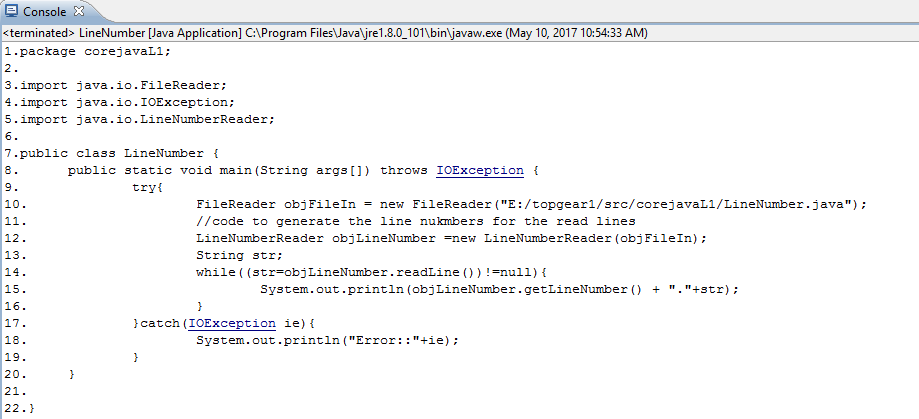 Console
<terminated> LineNumber [Java Application] C:\Program Files\Java\jre1.8.0_101\bin\javaw.exe (May 10, 2017 10:54:33 AM)
1.package corejavaL1;
2.
3.import java.io.FileReader;
4.import java.io.IOException;
5.import java.io.LineNumberReader;
6.
7.public class LineNumber {
8.	public static void main(String args[]) throws IOException {
9.		try{
10.			FileReader objFileIn = new FileReader("E:/topgear1/src/corejavaL1/LineNumber.java");
11.			//code to generate the line nukmbers for the read lines
12.			LineNumberReader objLineNumber =new LineNumberReader(objFileIn);
13.			String str;
14.			while((str=objLineNumber.readLine())!=null){
15.				System.out.println(objLineNumber.getLineNumber() + "."+str);
16.			}
17.		}catch(IOException ie){
18.			System.out.println("Error::"+ie);
19.		}
20.	}
21.
22.}